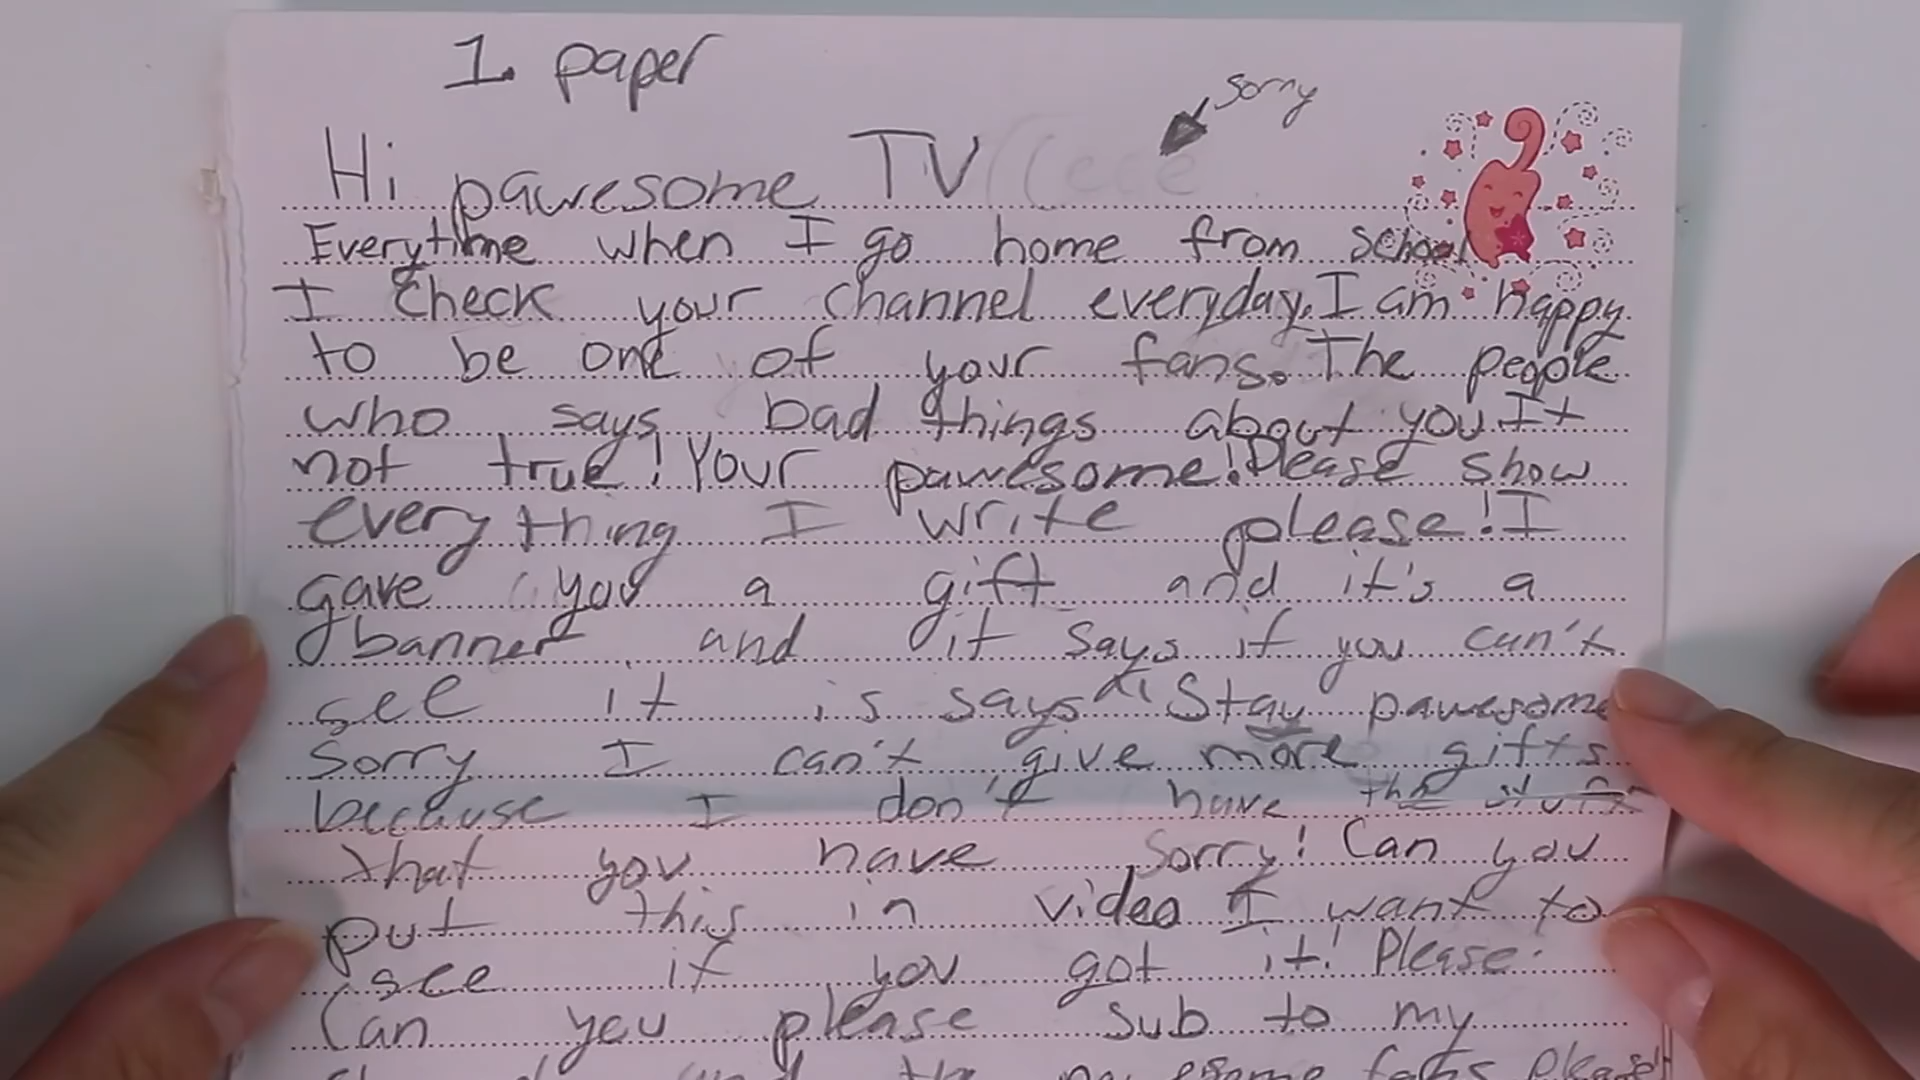 1. paper
sorry
Hi pawesome TV
Everytime when I go home from school
I check your channel everyday. I am happy
to be one of your fans. The people
who says bad things about you It
not true! Your pawesome! Please show
everything I write please! I
gave you a gift and it's a
banner and it says if you can't
see it is says "Stay pawesome
Sorry I can't give more gifts
because I don't have the stuff
that you have Sorry! Can you
put this in video I want to
see if you got it! Please.
Can you please sub to my
fans please!!